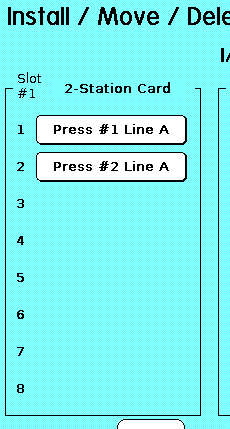 Install / Move / Dele
Slot
#1
2-Station Card
1 Press #1 Line A
2 Press #2 Line A
3
4
5
6
7
8